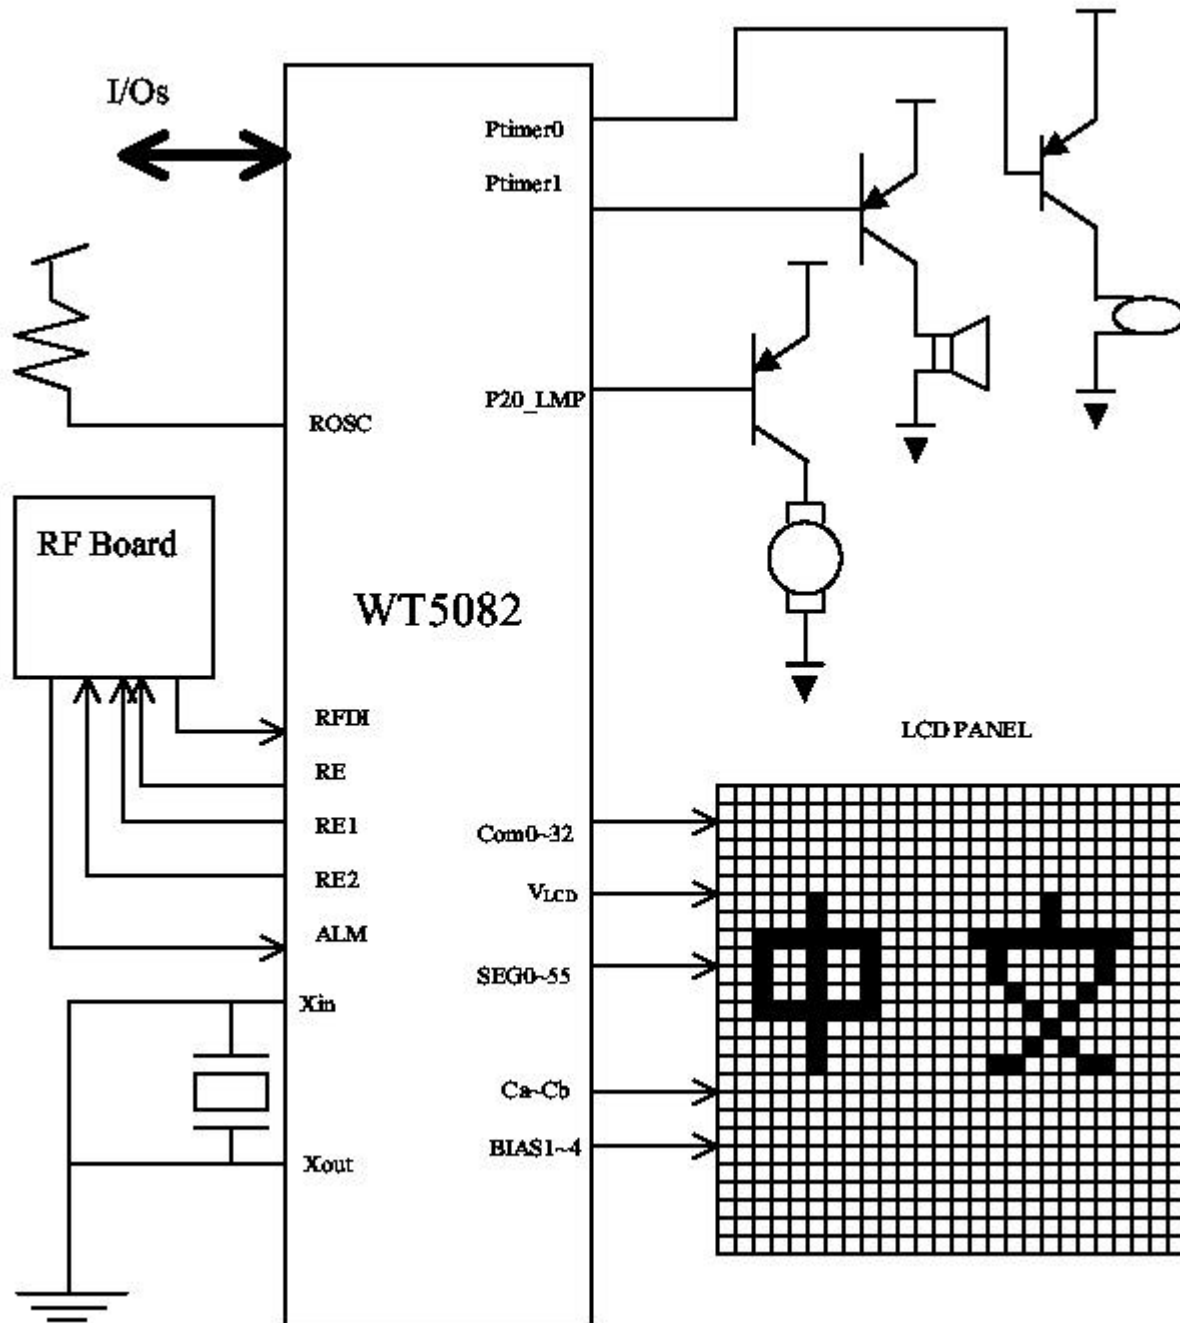 I/Os
Ptimer0
Ptimer1
P20_LMP
ROSC
RF Board
WT5082
RFDI
RE
RE1
RE2
ALM
Xin
Xout
LCD PANEL
Com0~32
VLCD
SEG0~55
Ca~Cb
BIAS1~4
中文